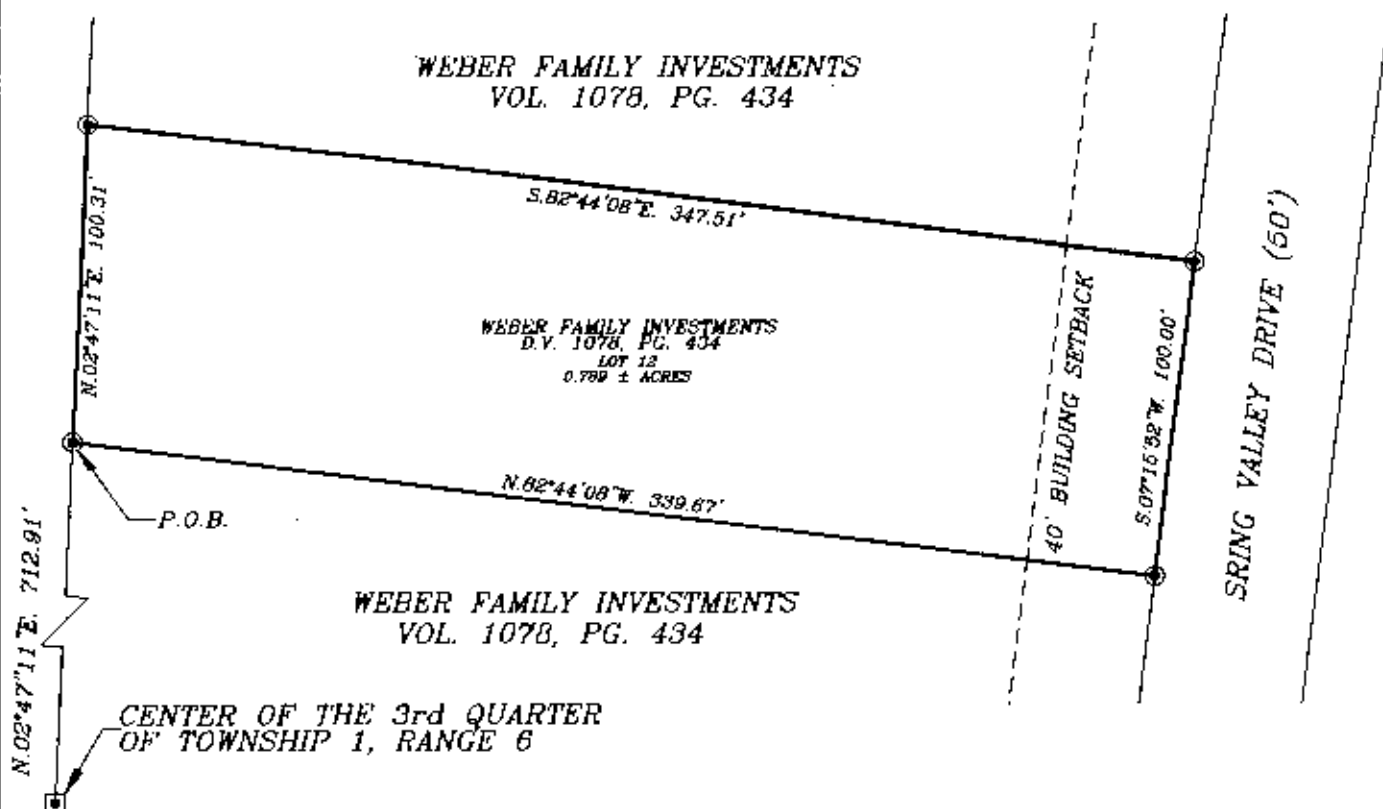 WEBER FAMILY INVESTMENTS
VOL. 1078, PG. 434
S.82°44'08"E. 347.51'
N.02°47'11"E. 100.31'
WEBER FAMILY INVESTMENTS
D.V. 1078, PG. 434
LOT 12
0.789 ± ACRES
40' BUILDING SETBACK
S.07°15'52"W. 100.00'
SRING VALLEY DRIVE (60')
N.82°44'08"W. 339.67'
P.O.B.
N.02°47"11"E. 712.91'
WEBER FAMILY INVESTMENTS
VOL. 1078, PG. 434
CENTER OF THE 3rd QUARTER
OF TOWNSHIP 1, RANGE 6